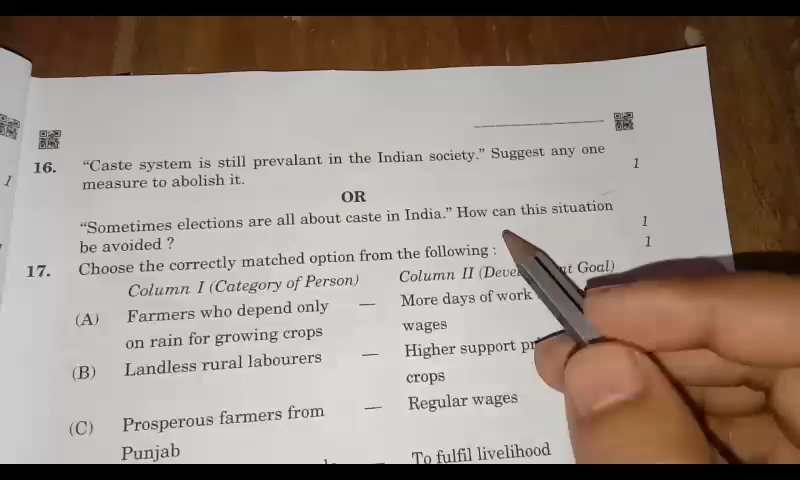 1
16. "Caste system is still prevalant in the Indian society." Suggest any one
measure to abolish it. 1
OR
"Sometimes elections are all about caste in India." How can this situation
be avoided ? 1
17. Choose the correctly matched option from the following : 1
Column I (Category of Person) Column II ( Goal)
(A) Farmers who depend only — More days of work
on rain for growing crops wages
(B) Landless rural labourers — Higher support
crops
(C) Prosperous farmers from — Regular wages
Punjab
— To fulfil livelihood